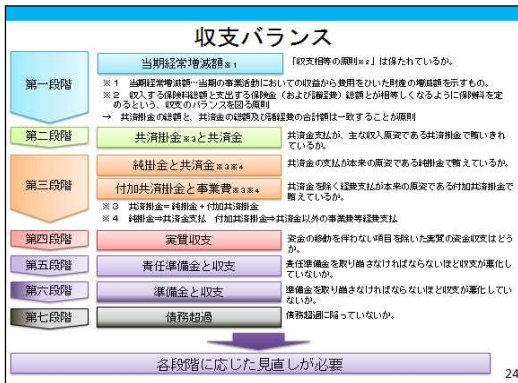 収支バランス
第一段階
当期経常増減額※1
「収支相等の原則※2」は保たれているか。
※1 当期経常増減額…当期の事業活動においての収益から費用をひいた財産の増減額を示すもの。
※2 収入する保険料総額と支出する保険金(および諸経費)総額とが相等しくなるように保険料を定めるという、収支のバランスを図る原則
→ 共済掛金の総額と、共済金の総額及び諸経費の合計額は一致することが原則
第二段階
共済掛金※3と共済金
共済金支払が、主な収入原資である共済掛金で賄いきれているか。
第三段階
純掛金と共済金※3※4
共済金の支払が本来の原資である純掛金で賄えているか。
付加共済掛金と事業費※3※4
共済金を除く経費支払が本来の原資である付加共済掛金で賄えているか。
※3 共済掛金=純掛金+付加共済掛金
※4 純掛金⇒共済金支払 付加共済掛金⇒共済金以外の事業費等経費支払
第四段階
実質収支
資金の移動を伴わない項目を除いた実質の資金収支はどうか。
第五段階
責任準備金と収支
責任準備金を取り崩さなければならないほど収支が悪化していないか。
第六段階
準備金と収支
準備金を取り崩さなければならないほど収支が悪化していないか。
第七段階
債務超過
債務超過に陥っていないか。
各段階に応じた見直しが必要
24